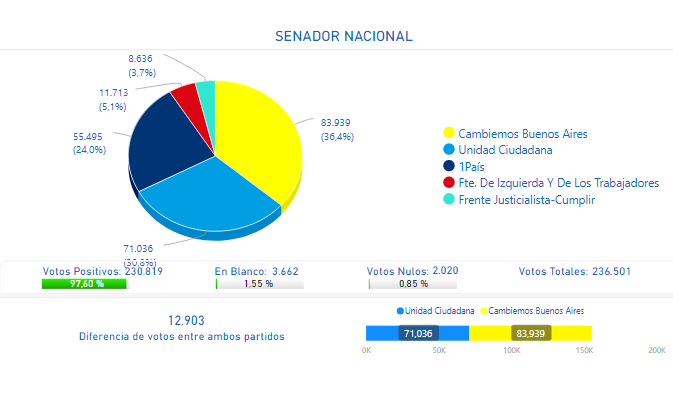 SENADOR NACIONAL
8.636
(3,7%)
11.713
(5,1%)
55.495
(24,0%)
83.939
(36,4%)
71.036
(30,8%)
Cambiemos Buenos Aires
Unidad Ciudadana
1País
Fte. De Izquierda Y De Los Trabajadores
Frente Justicialista-Cumplir
Votos Positivos: 230.819
97,60 %
En Blanco: 3.662
1,55 %
Votos Nulos: 2.020
0,85 %
Votos Totales: 236.501
12.903
Diferencia de votos entre ambos partidos
Unidad Ciudadana Cambiemos Buenos Aires
71,036 83,939
0K 50K 100K 150K 200K